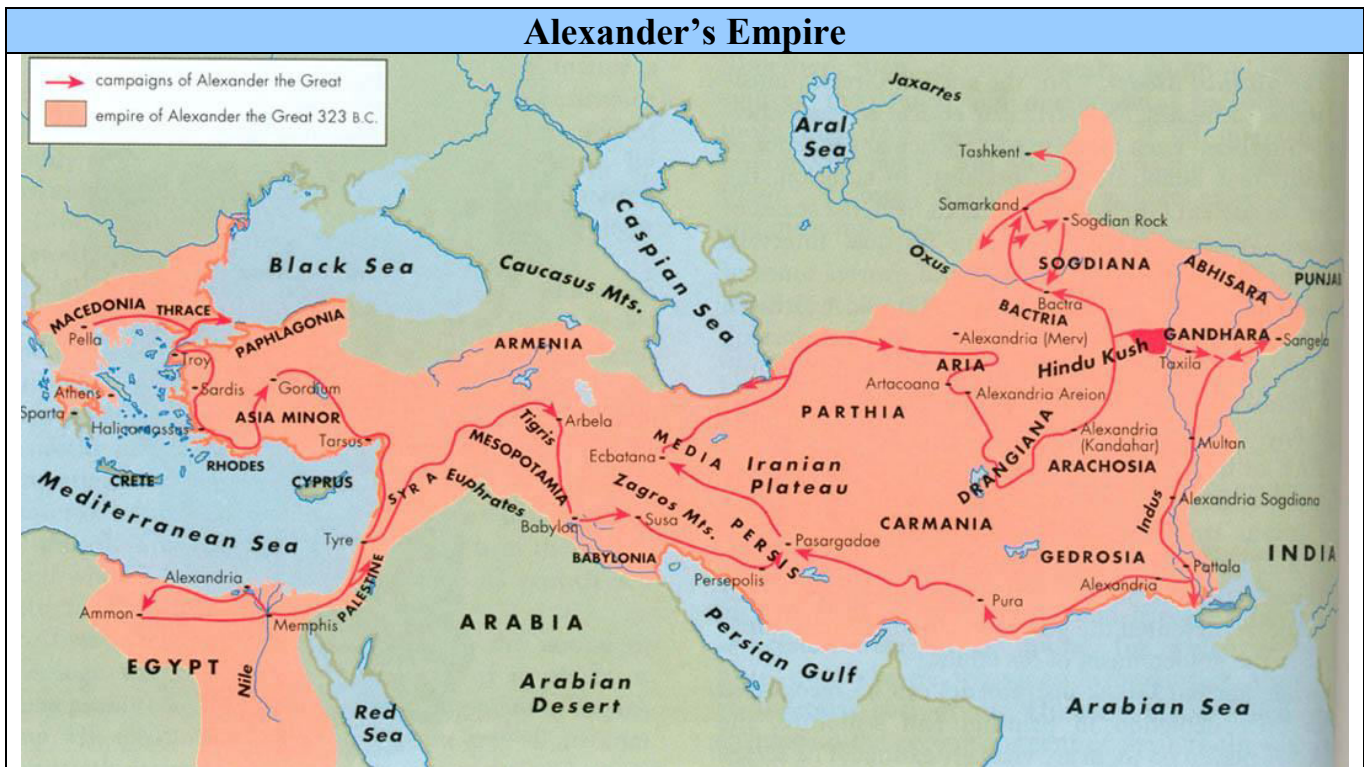 Alexander's Empire
campaigns of Alexander the Great
empire of Alexander the Great 323 B.C.
Jaxartes
Aral
Sea
Tashkent
Samarkand
Sogdian Rock
Caspian Sea
Oxus
SOGDIANA
ABHISARA
PUNJAB
Black Sea
Caucasus Mts.
Bactra
BACTRIA
MACEDONIA
THRACE
PAPHLAGONIA
Pella
Troy
ARMENIA
Alexandria (Merv)
GANDHARA
Sangela
Hindu Kush
Taxila
ARIA
Artacoana
Alexandria Areion
Athens
Sardis
Gordium
Sparta
ASIA MINOR
Halicarnassus
Tarsus
Arbela
Tigris
PARTHIA
MEDIA
Ecbatana
Iranian
Plateau
DRANGIANA
Alexandria
(Kandahar)
ARACHOSIA
Multan
RHODES
CRETE
CYPRUS
MESOPOTAMIA
SYRA
Euphrates
Zagros Mts.
Mediterranean Sea
Babylon
Susa
PERSIS
CARMANIA
Indus
Alexandria Sogdiana
Tyre
BABYLONIA
Pasargadae
Persepolis
GEDROSIA
Pattala
INDIA
Alexandria
PALESTINE
Alexandria
Pura
Ammon
Memphis
ARABIA
Persian Gulf
EGYPT
Nile
Arabian
Desert
Red
Sea
Arabian Sea